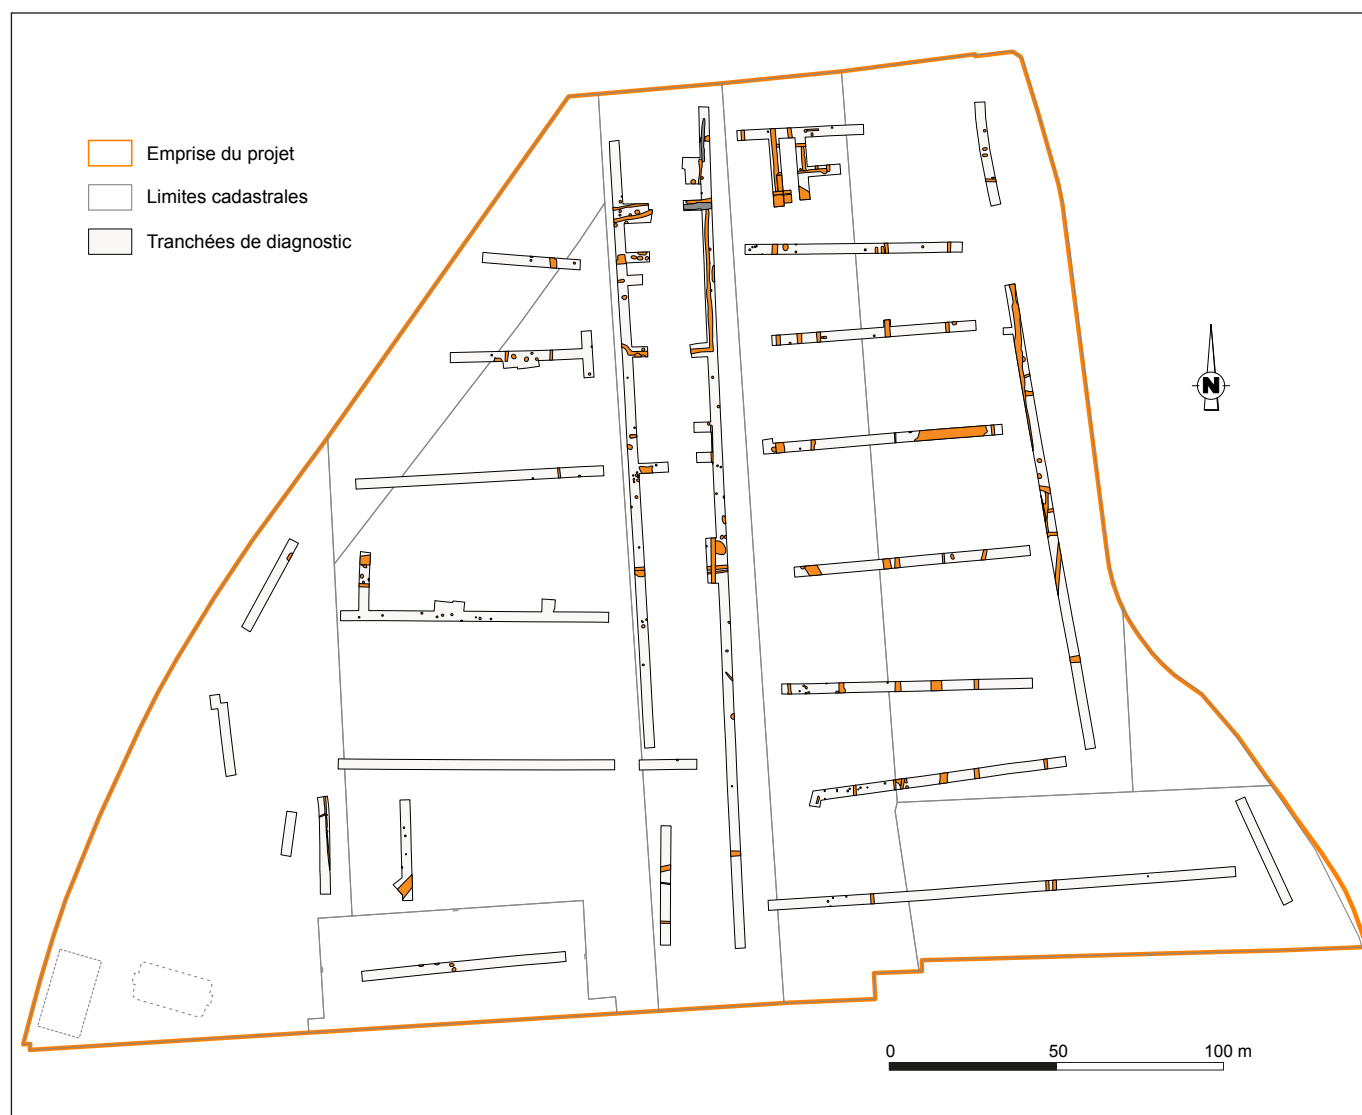 Emprise du projet
Limites cadastrales
Tranchées de diagnostic
N
0 50 100 m